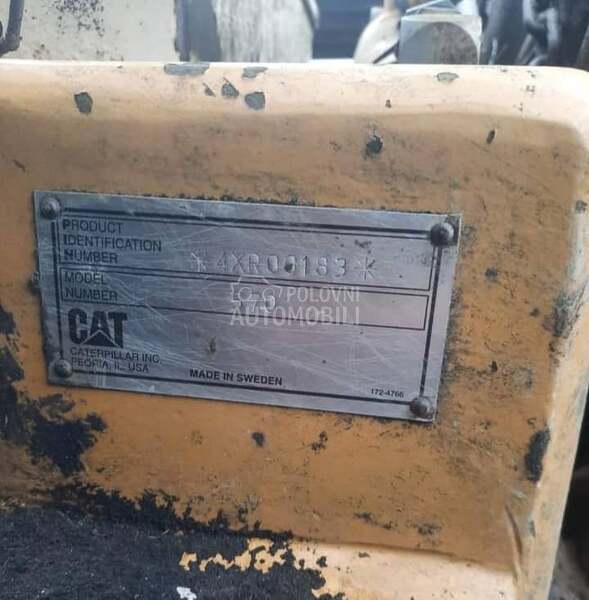 PRODUCT
IDENTIFICATION
NUMBER *4XR00183*
MODEL
NUMBER
POLOVNI
AUTOMOBILI
CAT
CATERPILLAR INC.
PEORIA, IL, USA
MADE IN SWEDEN
172-4766